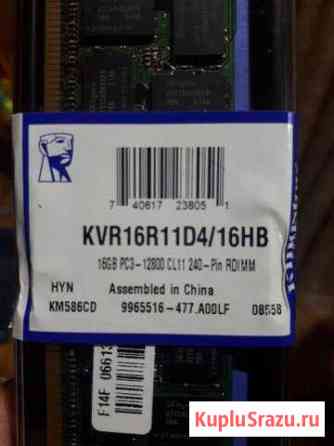 7 40617 23805 1
KVR16R11D4/16HB
16GB PC3-12800 CL11 240-Pin RDIMM
HYN Assembled in China
KM586CD 9965516-477.A00LF
F14F
KupluSrazu.ru